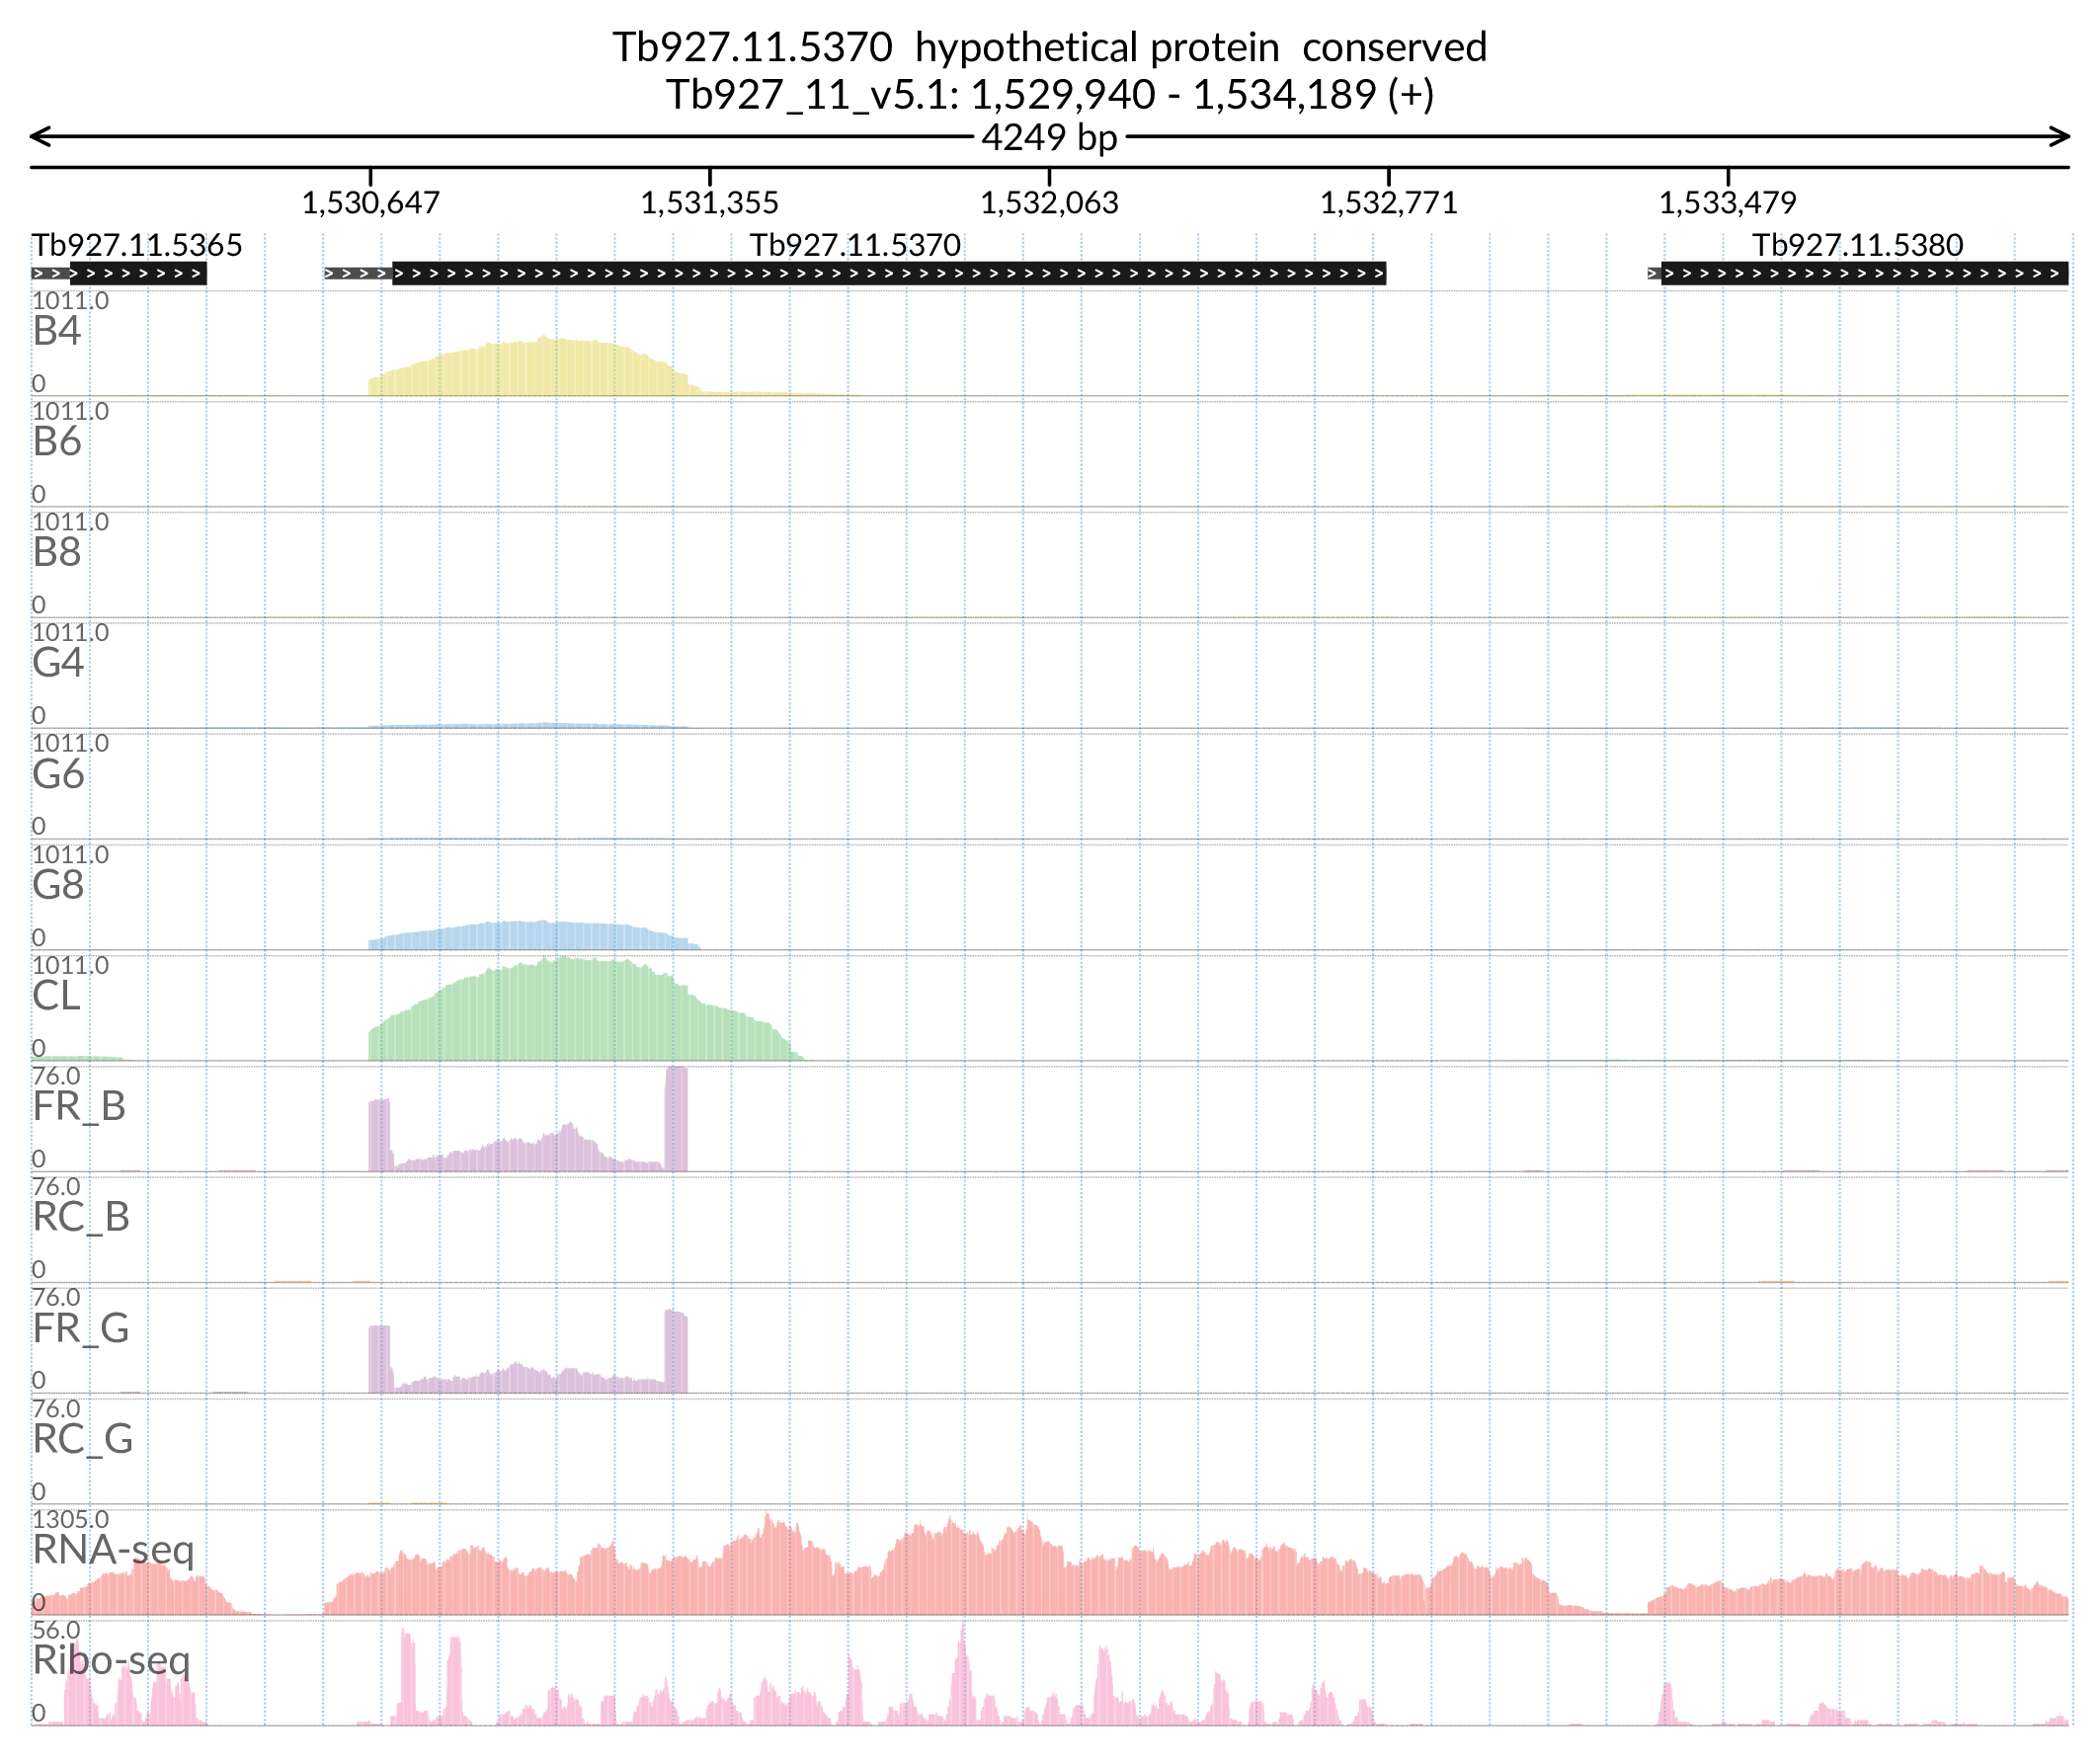 Tb927.11.5370 hypothetical protein conserved
Tb927_11_v5.1: 1,529,940 - 1,534,189 (+)
4249 bp
1,530,647 1,531,355 1,532,063 1,532,771 1,533,479
Tb927.11.5365 Tb927.11.5370 Tb927.11.5380
1011.0
B4
0
1011.0
B6
0
1011.0
B8
0
1011.0
G4
0
1011.0
G6
0
1011.0
G8
0
1011.0
CL
0
76.0
FR_B
0
76.0
RC_B
0
76.0
FR_G
0
76.0
RC_G
0
1305.0
RNA-seq
0
56.0
Ribo-seq
0